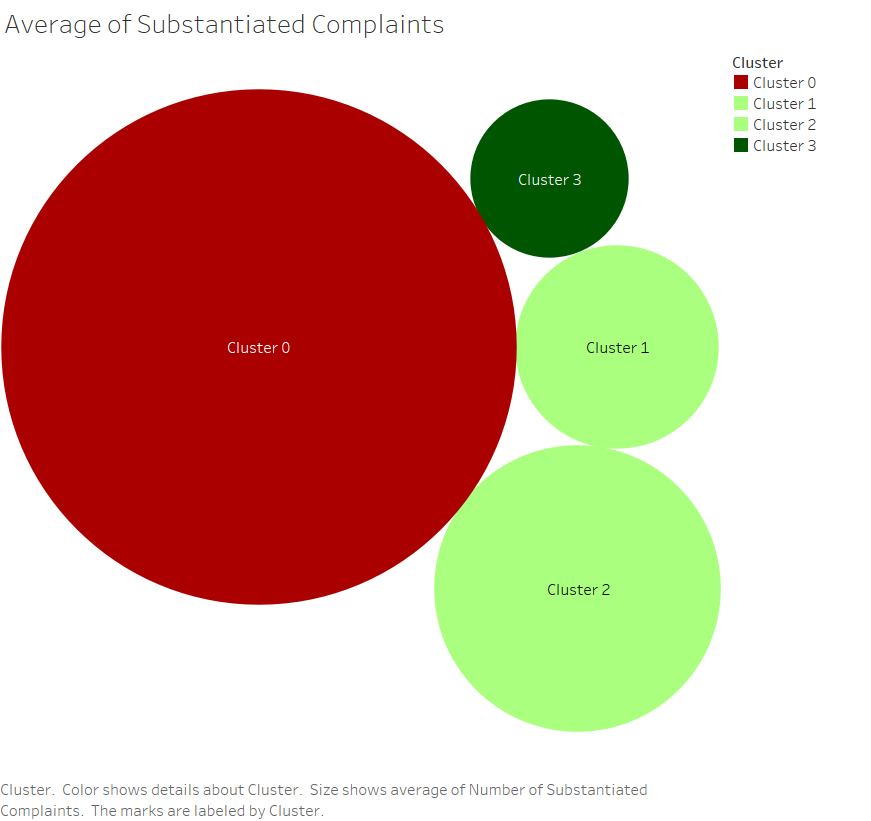 Average of Substantiated Complaints
Cluster
Cluster 0
Cluster 1
Cluster 2
Cluster 3
Cluster 3
Cluster 0
Cluster 1
Cluster 2
Cluster.  Color shows details about Cluster.  Size shows average of Number of Substantiated
Complaints.  The marks are labeled by Cluster.